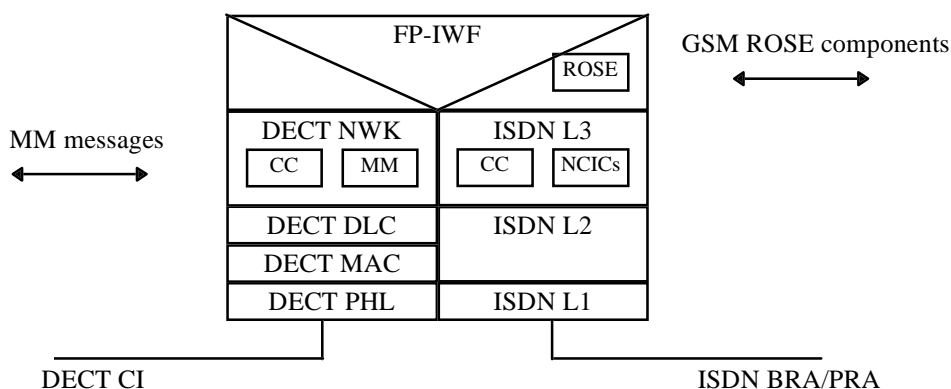 FP-IWF
GSM ROSE components
ROSE
MM messages
DECT NWK
ISDN L3
CC
MM
CC
NCICs
DECT DLC
ISDN L2
DECT MAC
DECT PHL
ISDN L1
DECT CI
ISDN BRA/PRA